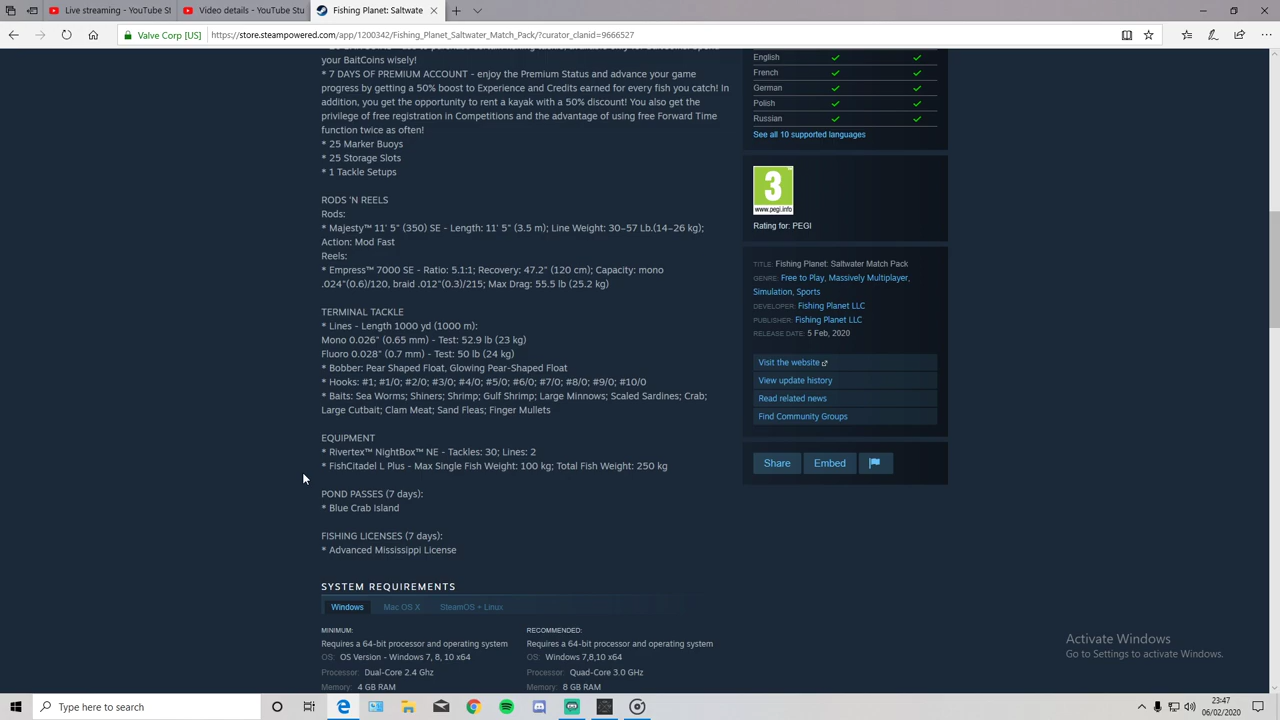 Live streaming - YouTube St
Video details - YouTube Stu
Fishing Planet: Saltwate
Valve Corp [US]
https://store.steampowered.com/app/1200342/Fishing_Planet_Saltwater_Match_Pack/?curator_clanid=9666527
your BaitCoins wisely!
* 7 DAYS OF PREMIUM ACCOUNT - enjoy the Premium Status and advance your game
progress by getting a 50% boost to Experience and Credits earned for every fish you catch! In
addition, you get the opportunity to rent a kayak with a 50% discount! You also get the
privilege of free registration in Competitions and the advantage of using free Forward Time
function twice as often!
* 25 Marker Buoys
* 25 Storage Slots
* 1 Tackle Setups
RODS 'N REELS
Rods:
* Majesty™ 11' 5" (350) SE - Length: 11' 5" (3.5 m); Line Weight: 30–57 Lb.(14–26 kg);
Action: Mod Fast
Reels:
* Empress™ 7000 SE - Ratio: 5.1:1; Recovery: 47.2" (120 cm); Capacity: mono
.024"(0.6)/120, braid .012"(0.3)/215; Max Drag: 55.5 lb (25.2 kg)
TERMINAL TACKLE
* Lines - Length 1000 yd (1000 m):
Mono 0.026" (0.65 mm) - Test: 52.9 lb (23 kg)
Fluoro 0.028" (0.7 mm) - Test: 50 lb (24 kg)
* Bobber: Pear Shaped Float, Glowing Pear-Shaped Float
* Hooks: #1; #1/0; #2/0; #3/0; #4/0; #5/0; #6/0; #7/0; #8/0; #9/0; #10/0
* Baits: Sea Worms; Shiners; Shrimp; Gulf Shrimp; Large Minnows; Scaled Sardines; Crab;
Large Cutbait; Clam Meat; Sand Fleas; Finger Mullets
EQUIPMENT
* Rivertex™ NightBox™ NE - Tackles: 30; Lines: 2
* FishCitadel L Plus - Max Single Fish Weight: 100 kg; Total Fish Weight: 250 kg
POND PASSES (7 days):
* Blue Crab Island
FISHING LICENSES (7 days):
* Advanced Mississippi License
SYSTEM REQUIREMENTS
Windows
Mac OS X
SteamOS + Linux
MINIMUM:
Requires a 64-bit processor and operating system
OS: OS Version - Windows 7, 8, 10 x64
Processor: Dual-Core 2.4 Ghz
Memory: 4 GB RAM
RECOMMENDED:
Requires a 64-bit processor and operating system
OS: Windows 7,8,10 x64
Processor: Quad-Core 3.0 GHz
Memory: 8 GB RAM
English
French
German
Polish
Russian
See all 10 supported languages
3
www.pegi.info
Rating for: PEGI
TITLE: Fishing Planet: Saltwater Match Pack
GENRE: Free to Play, Massively Multiplayer,
Simulation, Sports
DEVELOPER: Fishing Planet LLC
PUBLISHER: Fishing Planet LLC
RELEASE DATE: 5 Feb, 2020
Visit the website
View update history
Read related news
Find Community Groups
Share
Embed
Activate Windows
Go to Settings to activate Windows.
Type here to search
23:47
06/02/2020